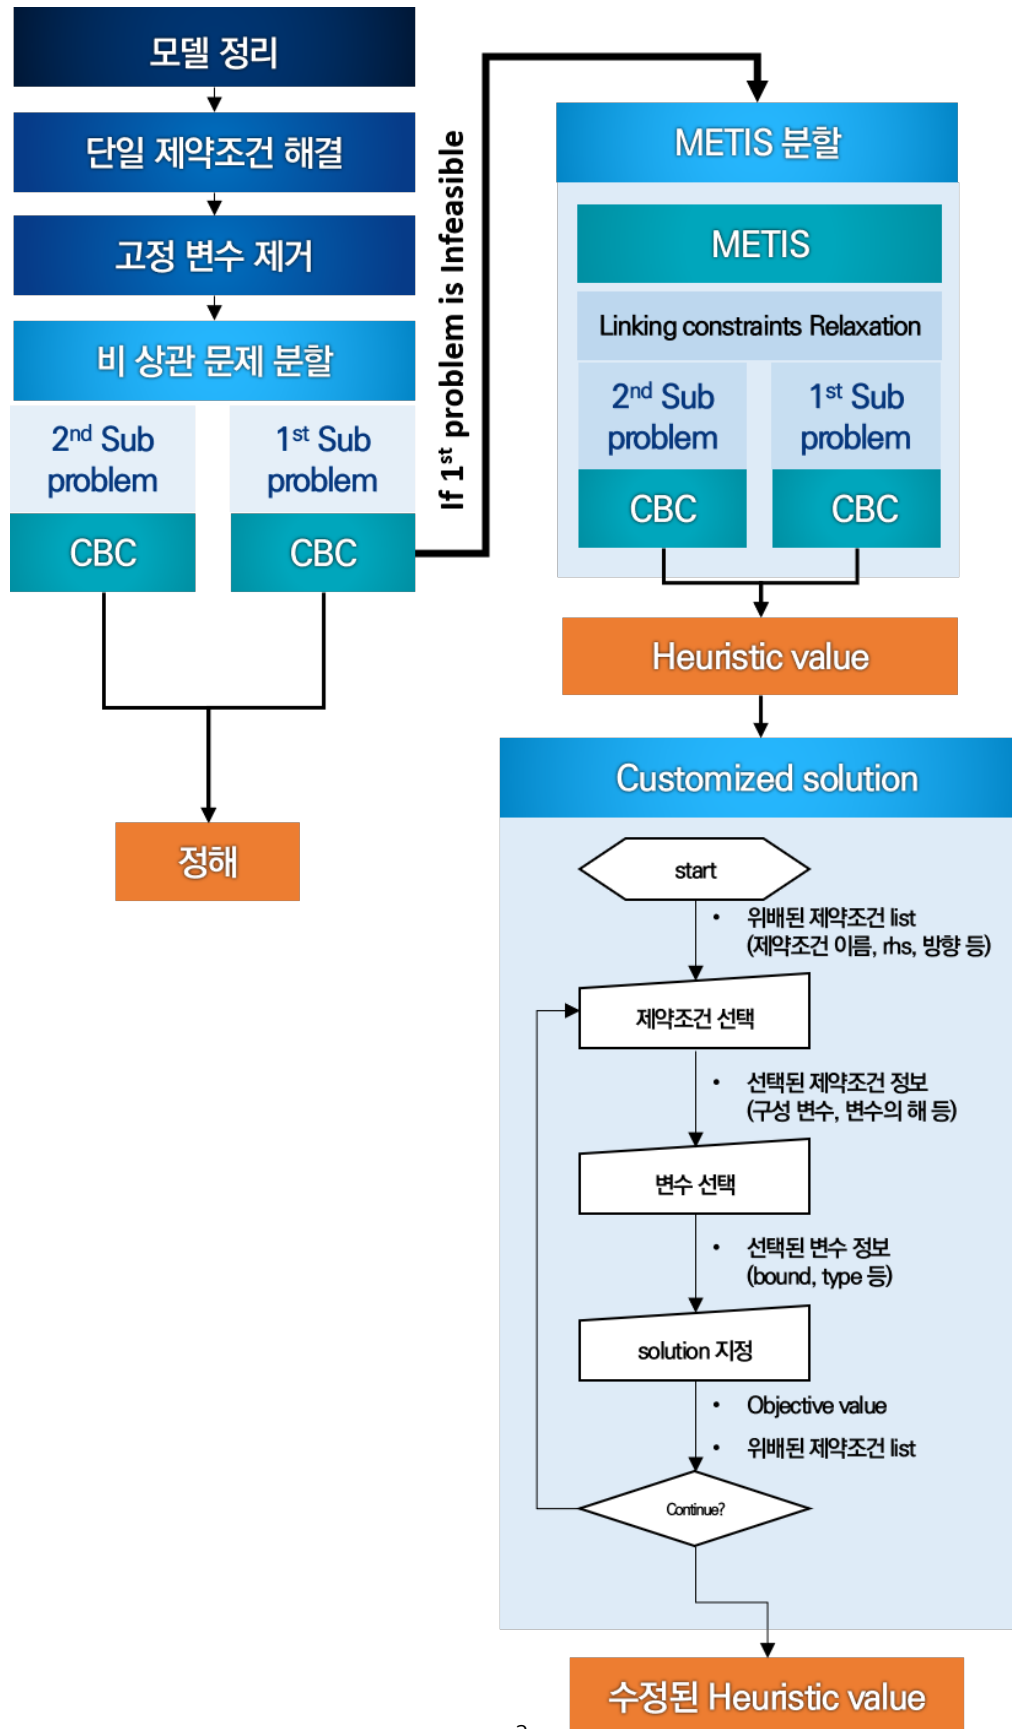 모델 정리
단일 제약조건 해결
고정 변수 제거
비 상관 문제 분할
2nd Sub
problem
1st Sub
problem
CBC
CBC
정해
If 1st problem is Infeasible
METIS 분할
METIS
Linking constraints Relaxation
2nd Sub
problem
1st Sub
problem
CBC
CBC
Heuristic value
Customized solution
start
• 위배된 제약조건 list
(제약조건 이름, rhs, 방향 등)
제약조건 선택
• 선택된 제약조건 정보
(구성 변수, 변수의 해 등)
변수 선택
• 선택된 변수 정보
(bound, type 등)
solution 지정
• Objective value
• 위배된 제약조건 list
Continue?
수정된 Heuristic value